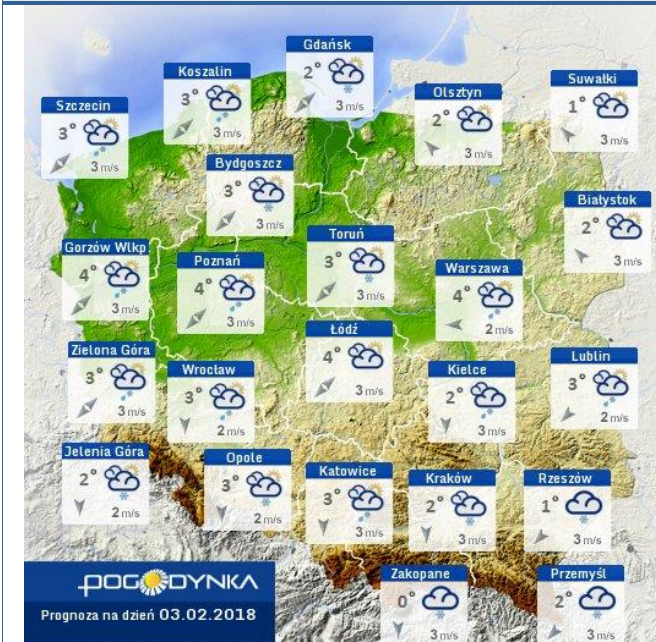 Gdańsk
2°
3 m/s
Koszalin
3°
3 m/s
Suwałki
1°
3 m/s
Olsztyn
2°
3 m/s
Szczecin
3°
3 m/s
Bydgoszcz
3°
3 m/s
Białystok
2°
3 m/s
Toruń
3°
3 m/s
Gorzów Wlkp
4°
3 m/s
Poznań
4°
3 m/s
Warszawa
4°
2 m/s
Łódź
4°
3 m/s
Zielona Góra
3°
3 m/s
Lublin
3°
2 m/s
Wrocław
3°
2 m/s
Kielce
2°
3 m/s
Jelenia Góra
2°
2 m/s
Opole
3°
2 m/s
Katowice
3°
3 m/s
Kraków
2°
3 m/s
Rzeszów
1°
3 m/s
Zakopane
0°
3 m/s
Przemyśl
2°
3 m/s
POGODYNKA
Prognoza na dzień 03.02.2018